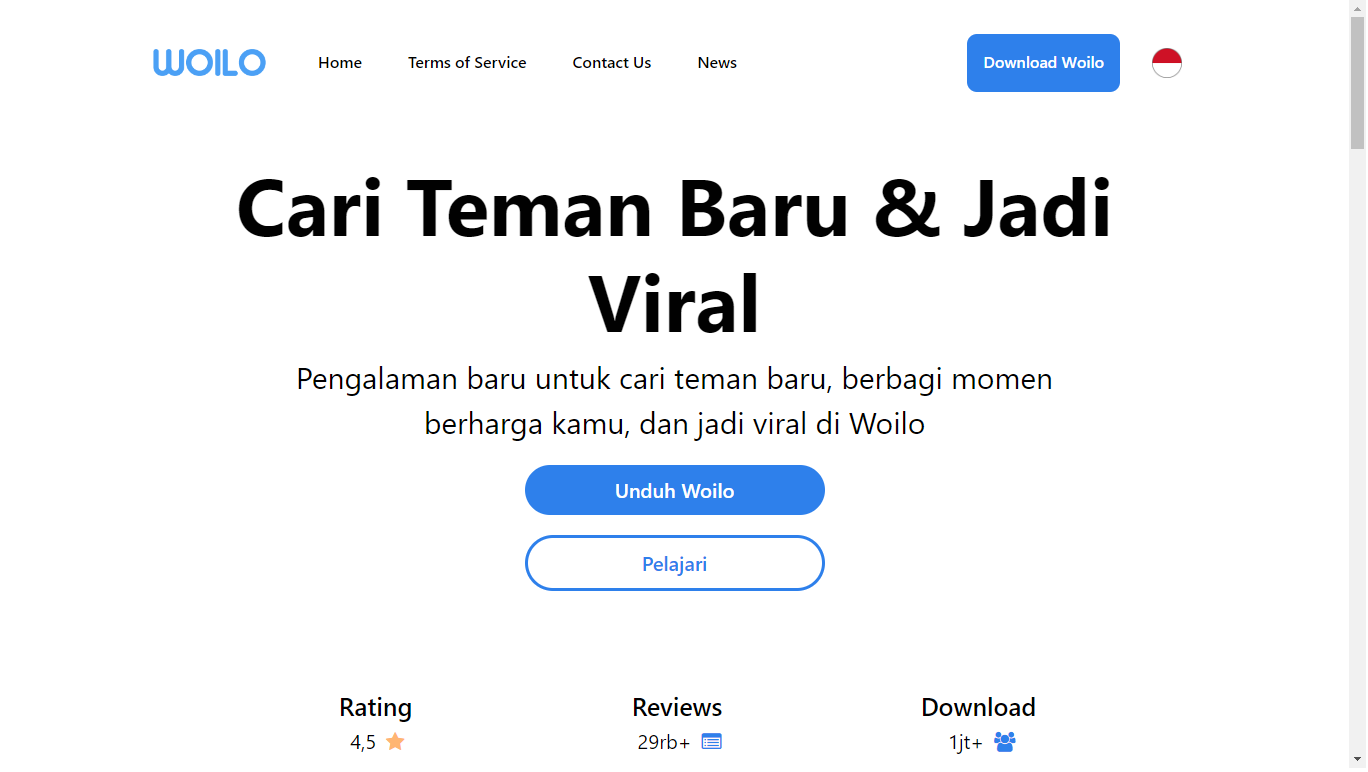 WOILO
Home
Terms of Service
Contact Us
News
Download Woilo
Cari Teman Baru & Jadi
Viral
Pengalaman baru untuk cari teman baru, berbagi momen
berharga kamu, dan jadi viral di Woilo
Unduh Woilo
Pelajari
Rating
4,5
Reviews
29rb+
Download
1jt+